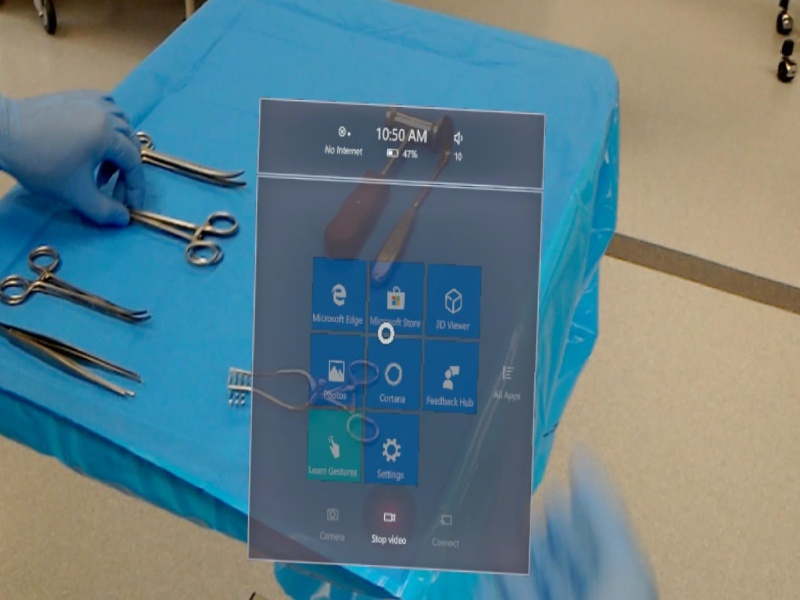 10:50 AM
No Internet
47%
10
Microsoft Edge
Microsoft Store
3D Viewer
Photos
Cortana
Feedback Hub
All Apps
Learn Gestures
Settings
Camera
Stop video
Connect